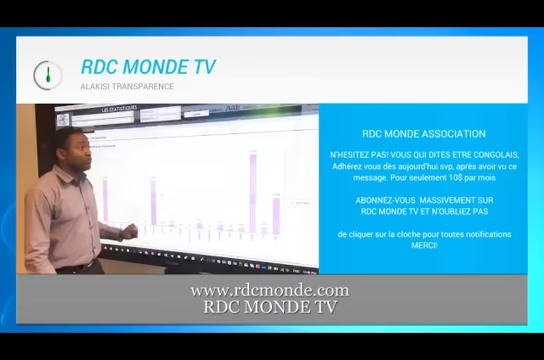 RDC MONDE TV
ALAKISI TRANSPARENCE
LES STATISTIQUES
RDC MONDE ASSOCIATION
N'HESITEZ PAS! VOUS QUI DITES ETRE CONGOLAIS,
Adhérez vous dès aujourd'hui svp, après avoir vu ce
message. Pour seulement 10$ par mois
ABONNEZ-VOUS MASSIVEMENT SUR
RDC MONDE TV ET N'OUBLIEZ PAS
de cliquer sur la cloche pour toutes notifications
MERCI!
www.rdcmonde.com
RDC MONDE TV